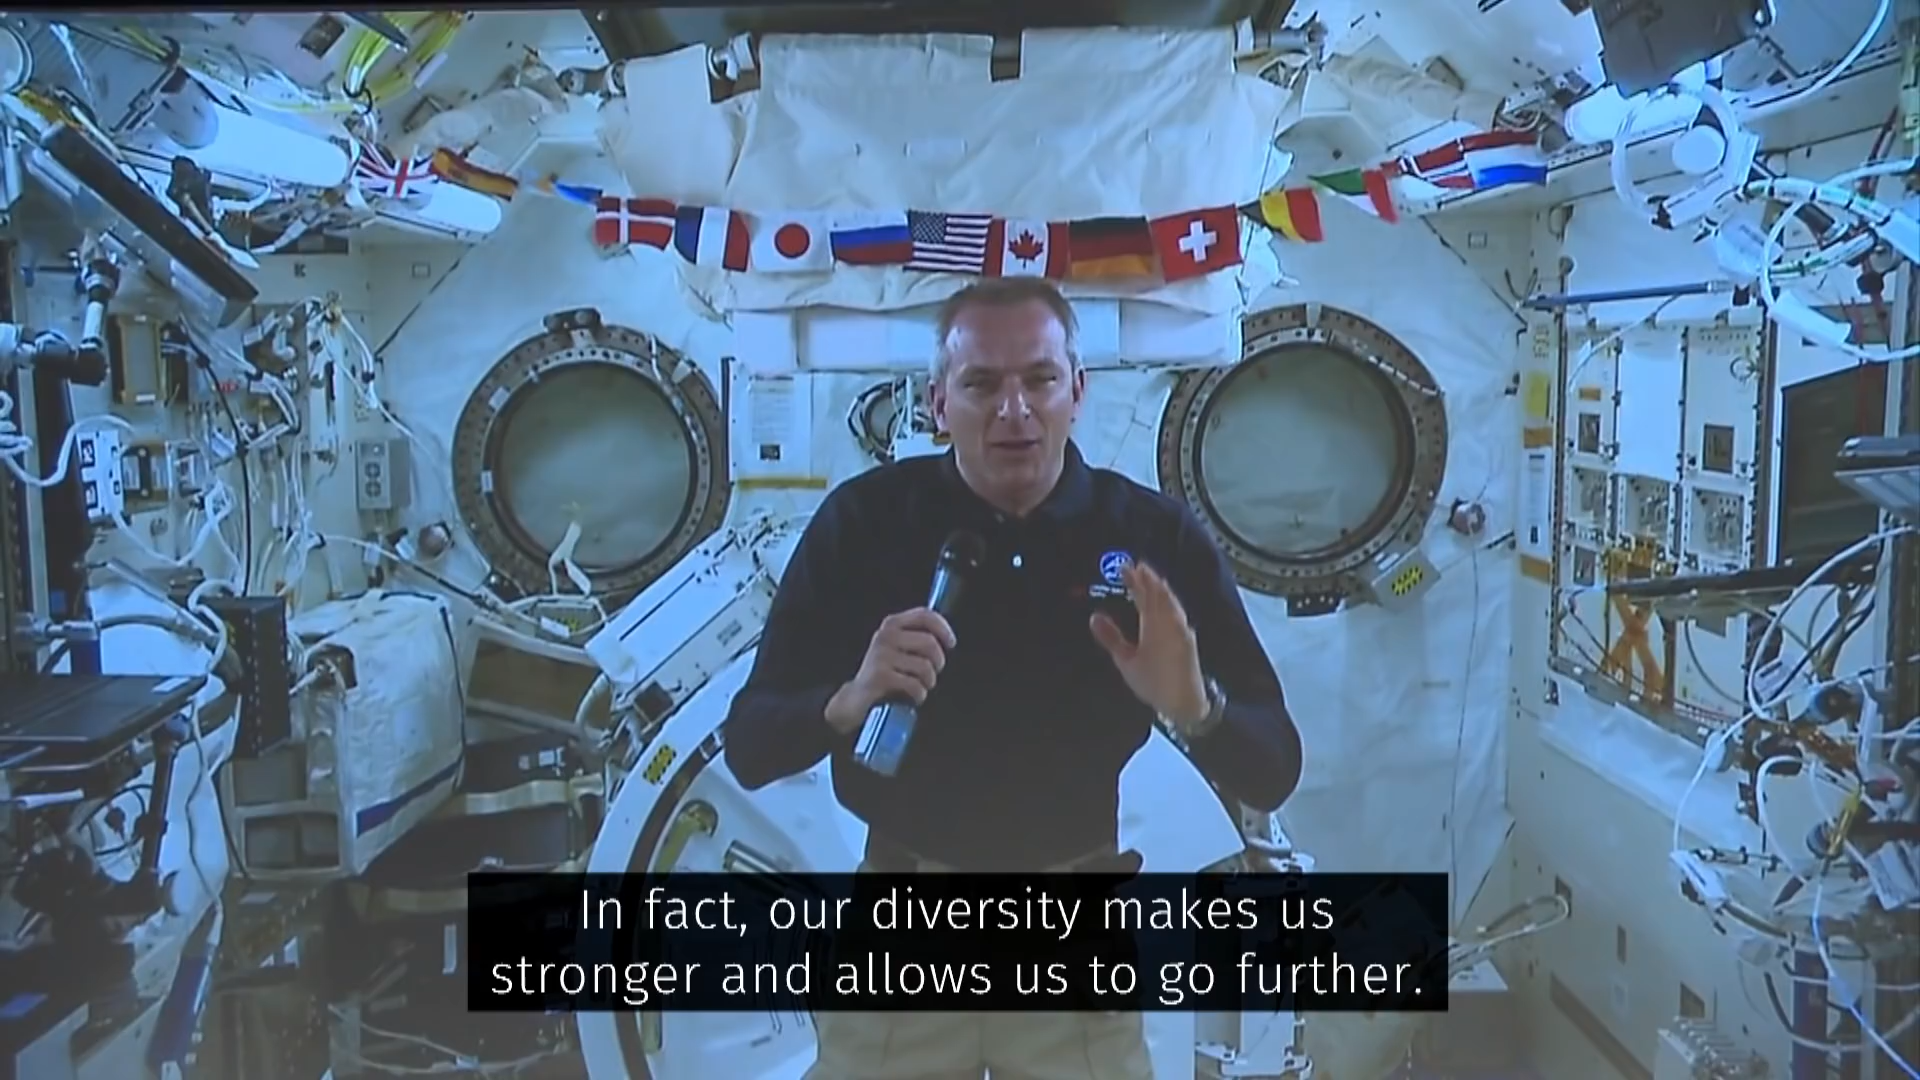 In fact, our diversity makes us
stronger and allows us to go further.